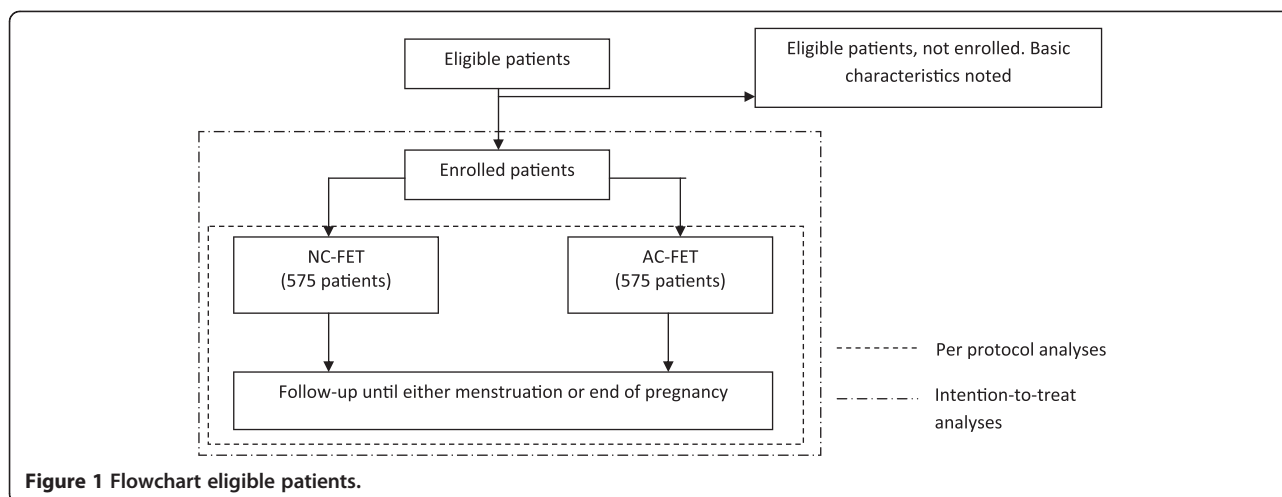 Eligible patients
Eligible patients, not enrolled. Basic
characteristics noted
Enrolled patients
NC-FET
(575 patients)
AC-FET
(575 patients)
Follow-up until either menstruation or end of pregnancy
Per protocol analyses
Intention-to-treat
analyses
Figure 1 Flowchart eligible patients.